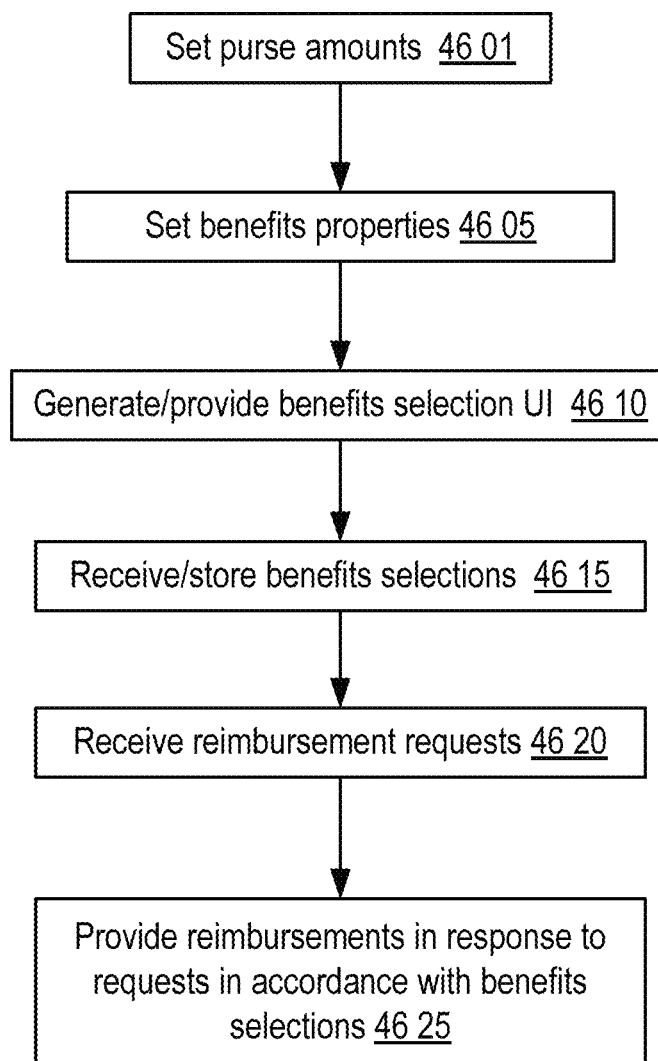 Set purse amounts 46 01
Set benefits properties 46 05
Generate/provide benefits selection UI 46 10
Receive/store benefits selections 46 15
Receive reimbursement requests 46 20
Provide reimbursements in response to
requests in accordance with benefits
selections 46 25